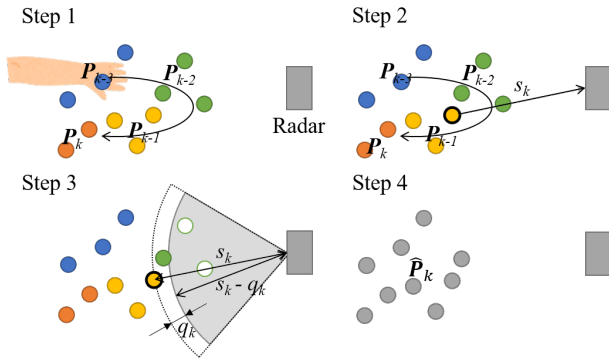 Step 1
P_{k-3}
P_{k-2}
P_{k-1}
P_k
Radar
Step 2
P_{k-3}
P_{k-2}
s_k
P_{k-1}
P_k
Step 3
s_k
s_k - q_k
q_k
Step 4
\hat{P}_k